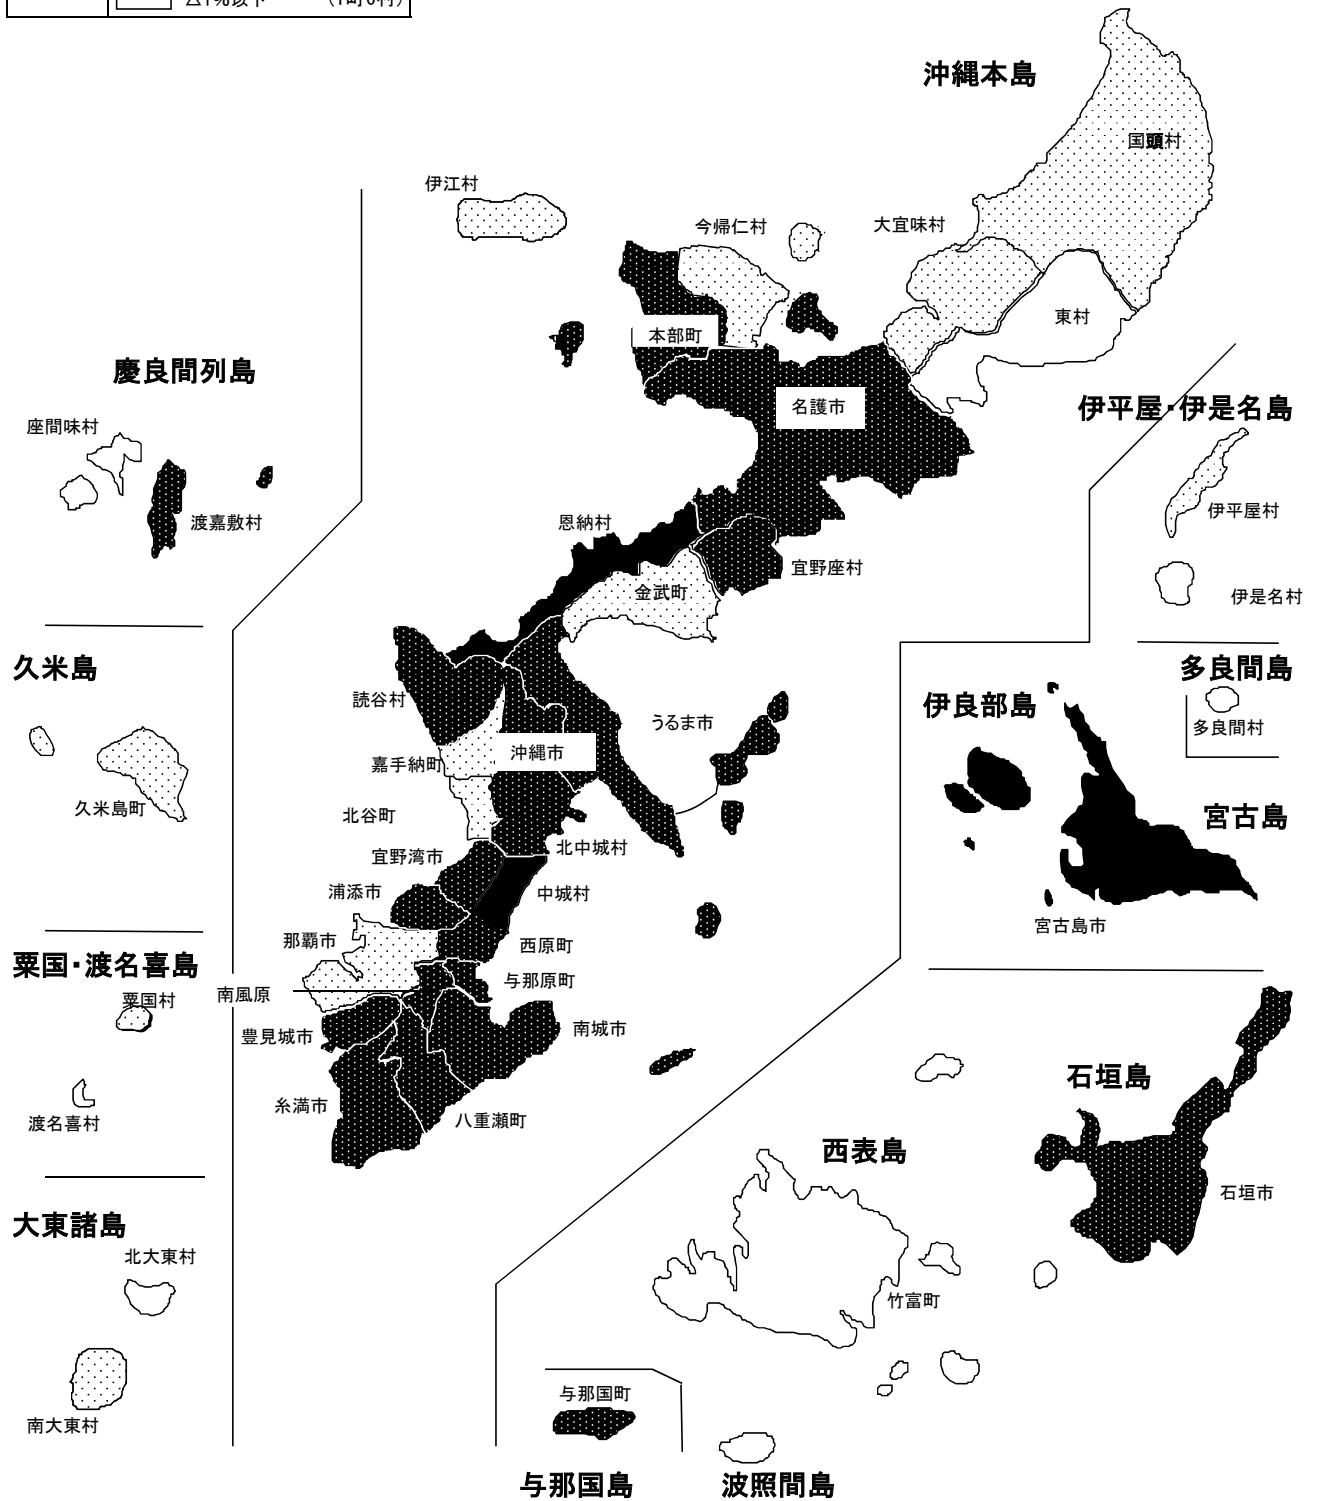 △1%以下 (1町6村)
沖縄本島
国頭村
伊江村
今帰仁村
大宜味村
東村
本部町
慶良間列島
名護市
伊平屋・伊是名島
座間味村
伊平屋村
渡嘉敷村
恩納村
宜野座村
金武町
伊是名村
久米島
多良間島
読谷村
伊良部島
うるま市
多良間村
沖縄市
嘉手納町
久米島町
北谷町
宮古島
北中城村
宜野湾市
浦添市
中城村
宮古島市
那覇市
西原町
粟国・渡名喜島
与那原町
南風原
粟国村
南城市
豊見城市
石垣島
糸満市
八重瀬町
渡名喜村
西表島
石垣市
大東諸島
北大東村
竹富町
与那国町
南大東村
与那国島
波照間島